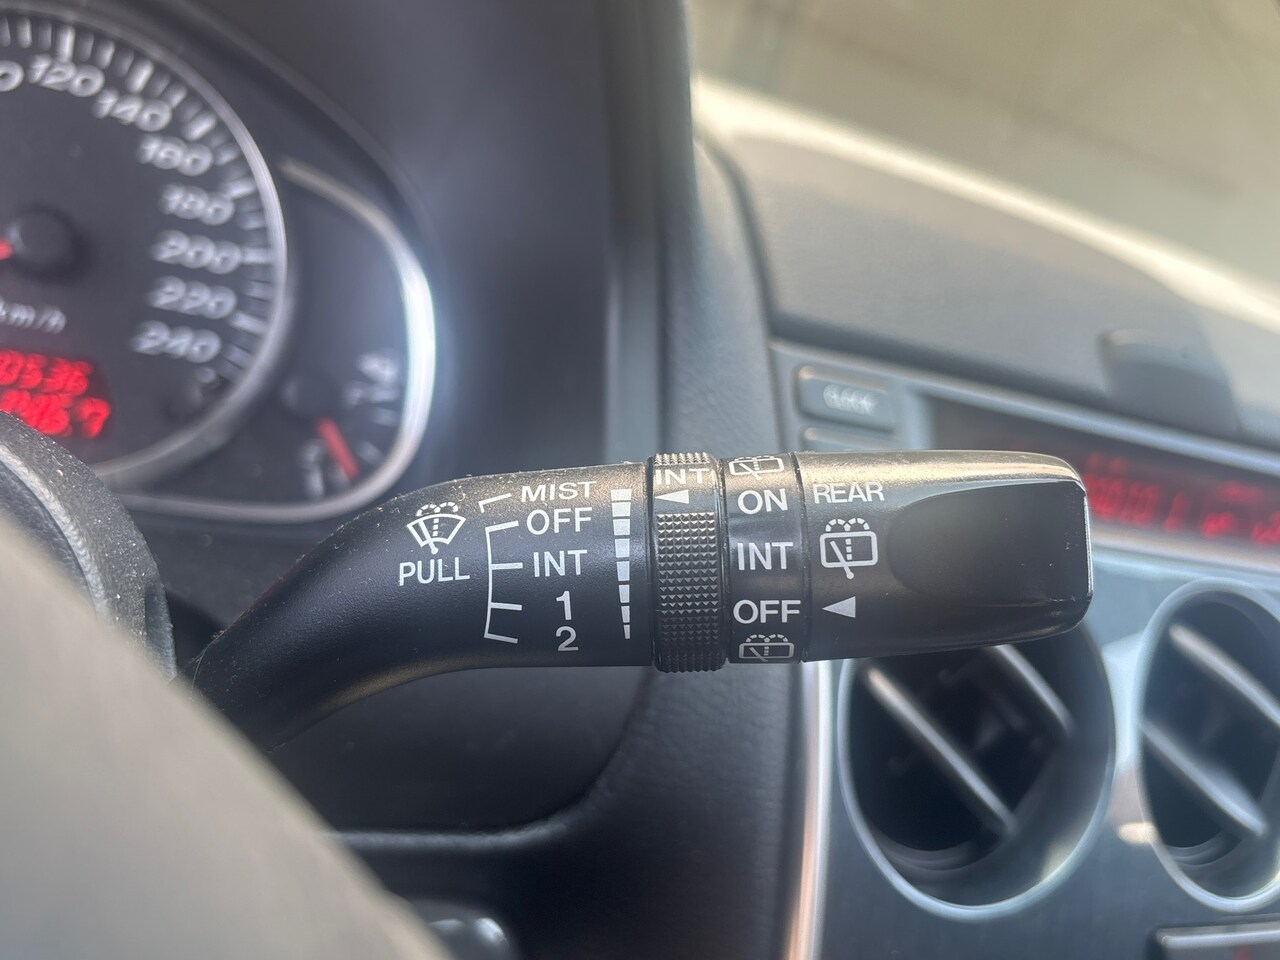 120
140
160
180
200
220
240
km/h
MIST
OFF
INT
1
2
PULL
INT
ON
INT
OFF
REAR
CLOCK